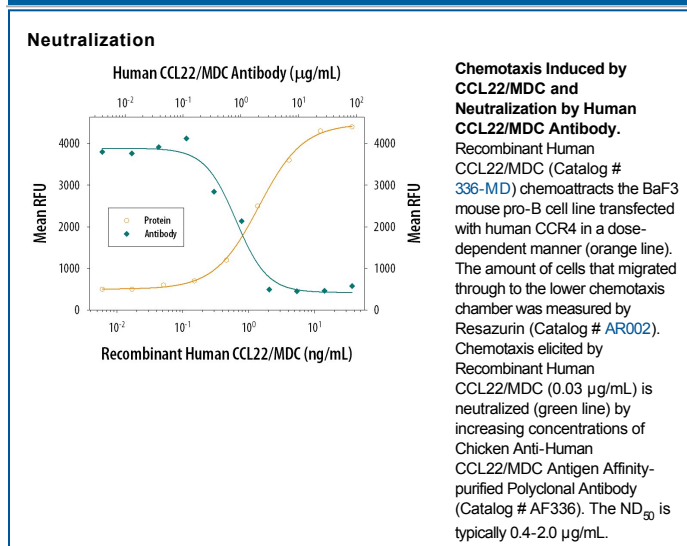 Neutralization
Human CCL22/MDC Antibody (µg/mL)
10-2 10-1 100 101 102
Mean RFU
4000
3000
2000
1000
0
Protein
Antibody
4000
3000
2000
1000
0
Mean RFU
10-2 10-1 100 101
Recombinant Human CCL22/MDC (ng/mL)
Chemotaxis Induced by
CCL22/MDC and
Neutralization by Human
CCL22/MDC Antibody.
Recombinant Human
CCL22/MDC (Catalog #
336-MD) chemoattracts the BaF3
mouse pro-B cell line transfected
with human CCR4 in a dose-
dependent manner (orange line).
The amount of cells that migrated
through to the lower chemotaxis
chamber was measured by
Resazurin (Catalog # AR002).
Chemotaxis elicited by
Recombinant Human
CCL22/MDC (0.03 µg/mL) is
neutralized (green line) by
increasing concentrations of
Chicken Anti-Human
CCL22/MDC Antigen Affinity-
purified Polyclonal Antibody
(Catalog # AF336). The ND50 is
typically 0.4-2.0 µg/mL.